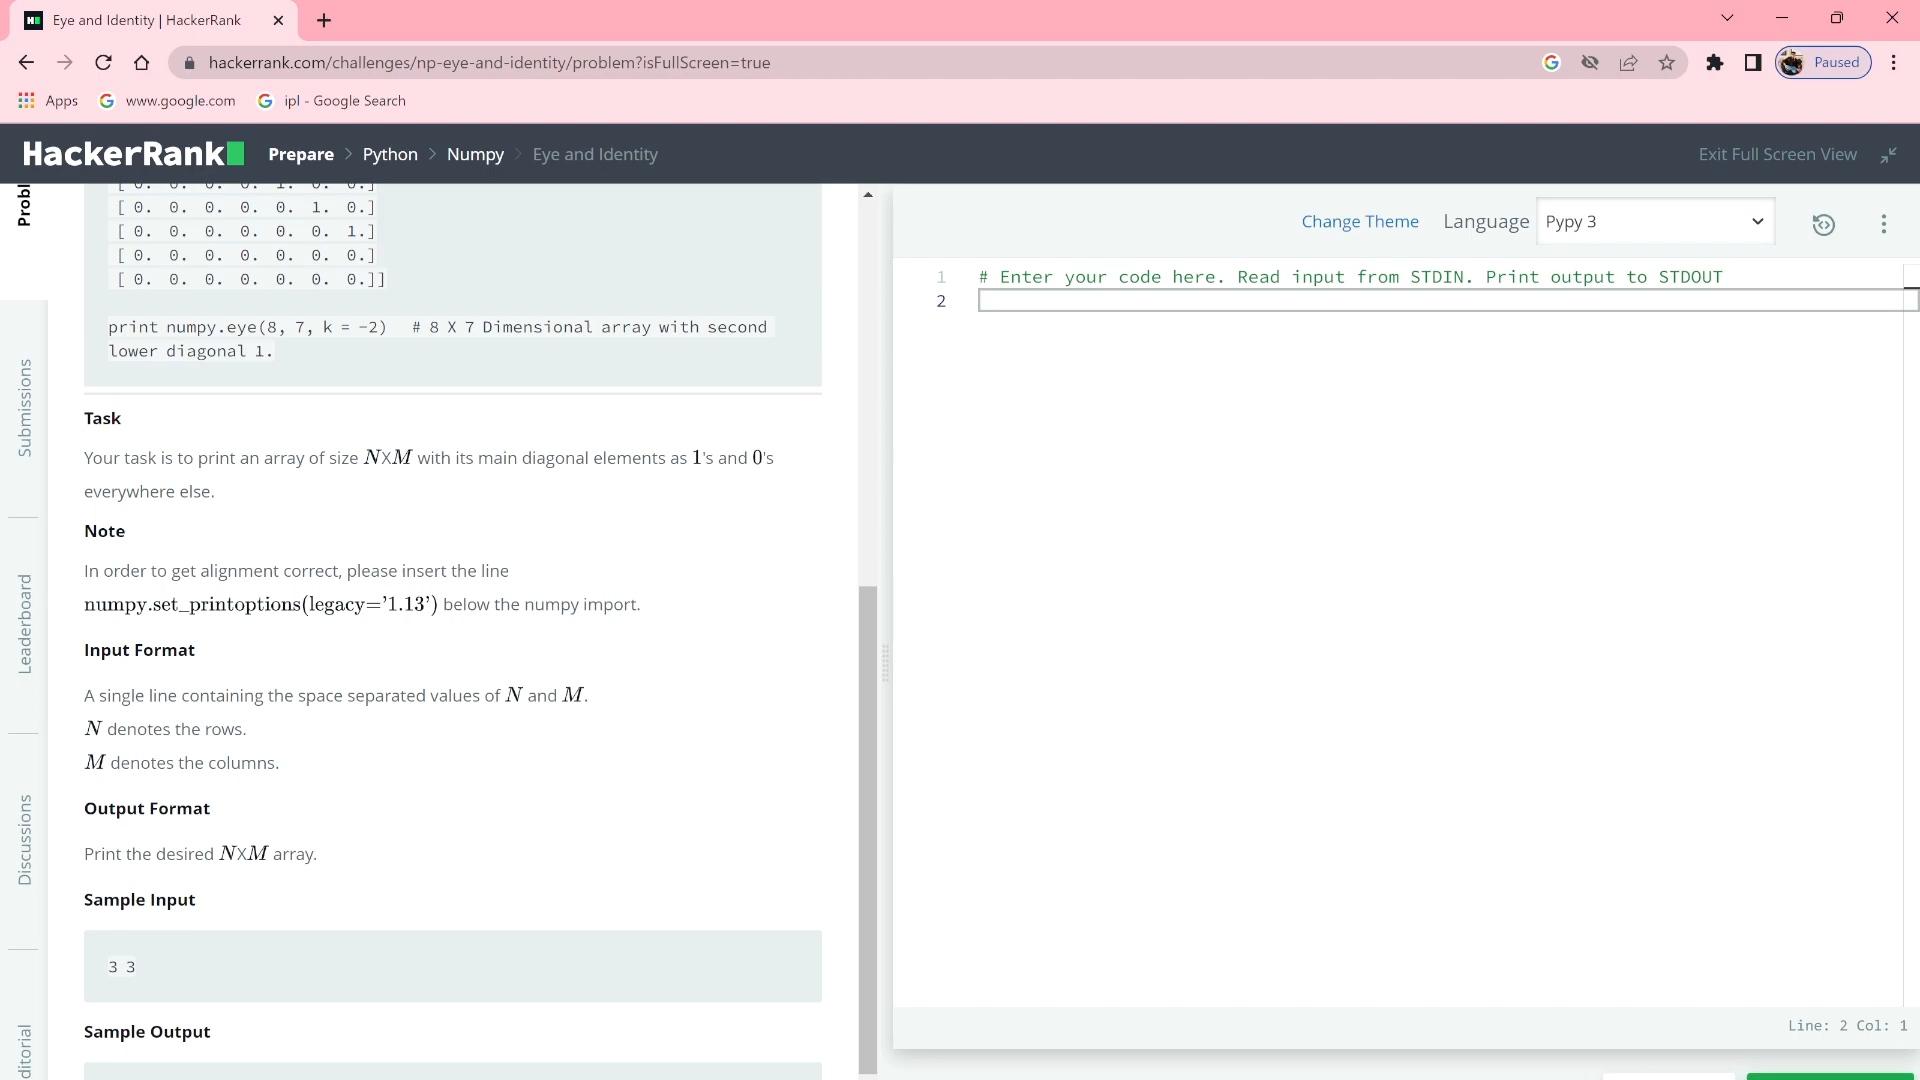 Eye and Identity | HackerRank
hackerrank.com/challenges/np-eye-and-identity/problem?isFullScreen=true
Paused
Apps
www.google.com
ipl - Google Search
HackerRank
Prepare > Python > Numpy > Eye and Identity
Exit Full Screen View
Submissions
Leaderboard
Discussions
[ 0. 0. 0. 0. 1. 0. 0.]
[ 0. 0. 0. 0. 0. 1. 0.]
[ 0. 0. 0. 0. 0. 0. 1.]
[ 0. 0. 0. 0. 0. 0. 0.]
[ 0. 0. 0. 0. 0. 0. 0.]]
print numpy.eye(8, 7, k = -2) # 8 X 7 Dimensional array with second
lower diagonal 1.
Task
Your task is to print an array of size NXM with its main diagonal elements as 1's and 0's
everywhere else.
Note
In order to get alignment correct, please insert the line
numpy.set_printoptions(legacy='1.13') below the numpy import.
Input Format
A single line containing the space separated values of N and M.
N denotes the rows.
M denotes the columns.
Output Format
Print the desired NXM array.
Sample Input
3 3
Sample Output
Change Theme
Language
Pypy 3
1 # Enter your code here. Read input from STDIN. Print output to STDOUT
2
Line: 2 Col: 1